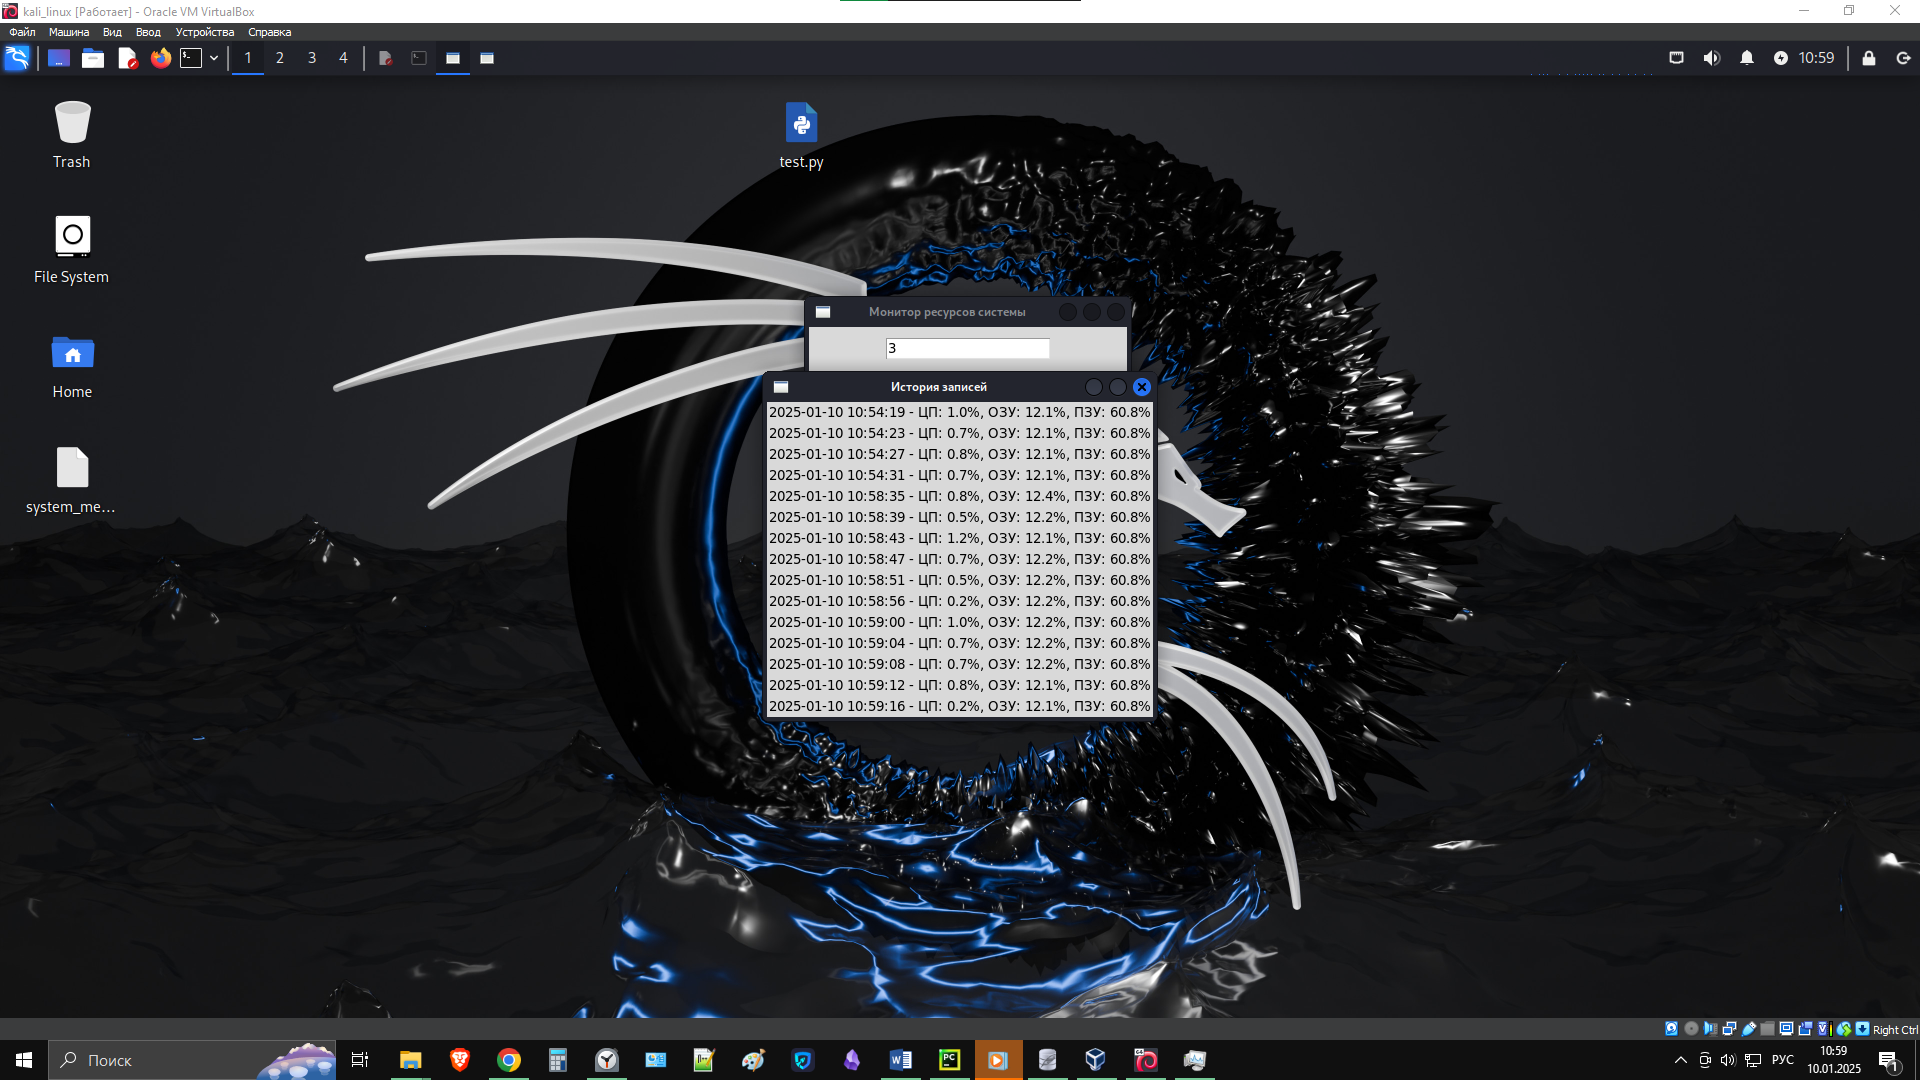 kali_linux [Работает] - Oracle VM VirtualBox
Файл Машина Вид Ввод Устройства Справка
1 2 3 4
10:59
Trash
test.py
File System
Home
system_me...
Монитор ресурсов системы
3
История записей
2025-01-10 10:54:19 - ЦП: 1.0%, ОЗУ: 12.1%, ПЗУ: 60.8%
2025-01-10 10:54:23 - ЦП: 0.7%, ОЗУ: 12.1%, ПЗУ: 60.8%
2025-01-10 10:54:27 - ЦП: 0.8%, ОЗУ: 12.1%, ПЗУ: 60.8%
2025-01-10 10:54:31 - ЦП: 0.7%, ОЗУ: 12.1%, ПЗУ: 60.8%
2025-01-10 10:58:35 - ЦП: 0.8%, ОЗУ: 12.4%, ПЗУ: 60.8%
2025-01-10 10:58:39 - ЦП: 0.5%, ОЗУ: 12.2%, ПЗУ: 60.8%
2025-01-10 10:58:43 - ЦП: 1.2%, ОЗУ: 12.1%, ПЗУ: 60.8%
2025-01-10 10:58:47 - ЦП: 0.7%, ОЗУ: 12.2%, ПЗУ: 60.8%
2025-01-10 10:58:51 - ЦП: 0.5%, ОЗУ: 12.2%, ПЗУ: 60.8%
2025-01-10 10:58:56 - ЦП: 0.2%, ОЗУ: 12.2%, ПЗУ: 60.8%
2025-01-10 10:59:00 - ЦП: 1.0%, ОЗУ: 12.2%, ПЗУ: 60.8%
2025-01-10 10:59:04 - ЦП: 0.7%, ОЗУ: 12.2%, ПЗУ: 60.8%
2025-01-10 10:59:08 - ЦП: 0.7%, ОЗУ: 12.2%, ПЗУ: 60.8%
2025-01-10 10:59:12 - ЦП: 0.8%, ОЗУ: 12.1%, ПЗУ: 60.8%
2025-01-10 10:59:16 - ЦП: 0.2%, ОЗУ: 12.1%, ПЗУ: 60.8%
Right Ctrl
Поиск
РУС
10:59
10.01.2025
1